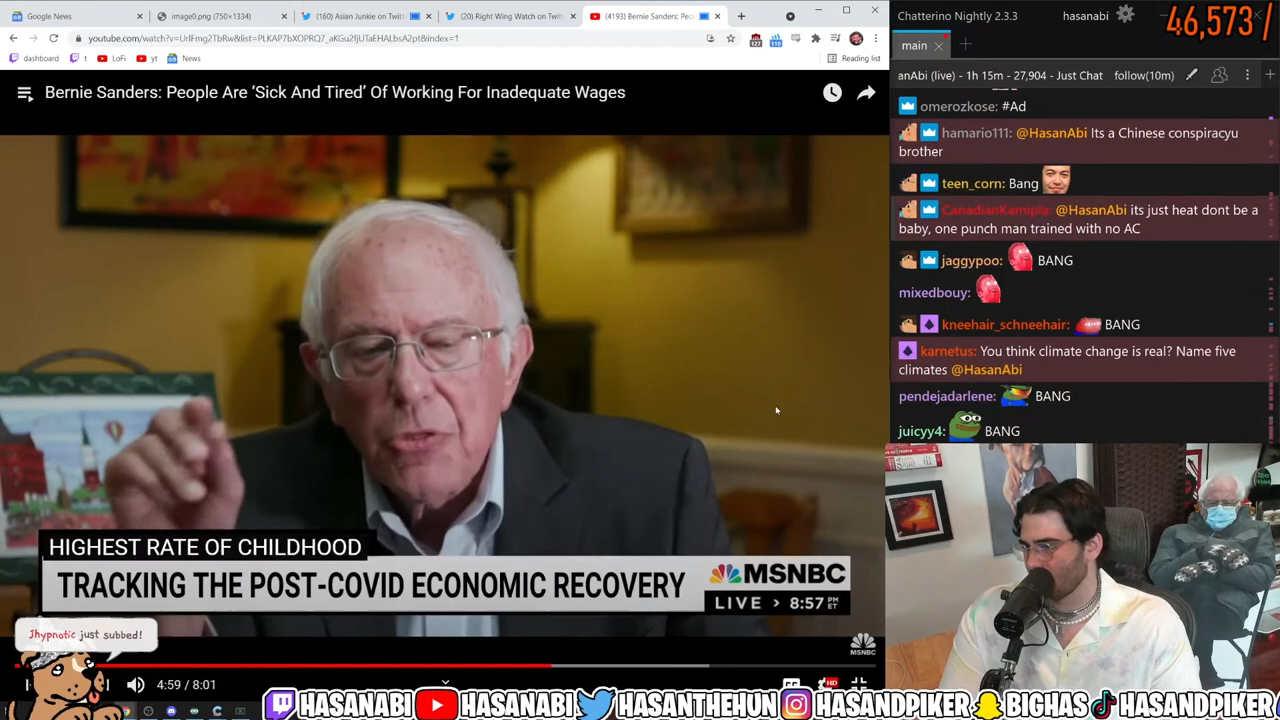 Google News
image0.png (750×1334)
(160) Asian Junkie on Twitt
(20) Right Wing Watch on Twit
(4193) Bernie Sanders: Peo
youtube.com/watch?v=UrlFmg2TbRw&list=PLKAP7bXOPRQ7_aKGu2fjUTaEHALbsA2pt&index=1
dashboard
t
LoFi
yt
News
Reading list
Bernie Sanders: People Are ‘Sick And Tired’ Of Working For Inadequate Wages
HIGHEST RATE OF CHILDHOOD
TRACKING THE POST-COVID ECONOMIC RECOVERY
MSNBC
LIVE > 8:57 PM ET
MSNBC
Jhypnotic just subbed!
4:59 / 8:01
HD
Chatterino Nightly 2.3.3
hasanabi
46,573 /
main
anAbi (live) - 1h 15m - 27,904 - Just Chat
follow(10m)
omerozkose: #Ad
hamario111: @HasanAbi Its a Chinese conspiracyu
brother
teen_corn: Bang
CanadianKamipla: @HasanAbi its just heat dont be a
baby, one punch man trained with no AC
jaggypoo: BANG
mixedbouy:
kneehair_schneehair: BANG
karnetus: You think climate change is real? Name five
climates @HasanAbi
pendejadarlene: BANG
juicyy4: BANG
HASANABI
HASANABI
HASANTHEHUN
HASANDPIKER
BIGHAS
HASANDPIKER